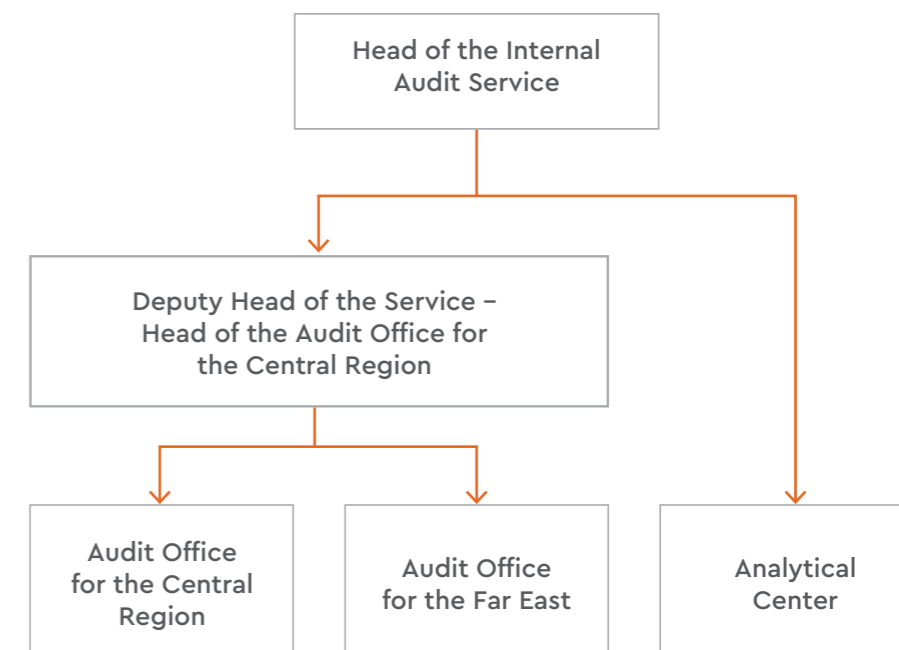 Head of the Internal
Audit Service
Deputy Head of the Service –
Head of the Audit Office for
the Central Region
Audit Office
for the Central
Region
Audit Office
for the Far East
Analytical
Center